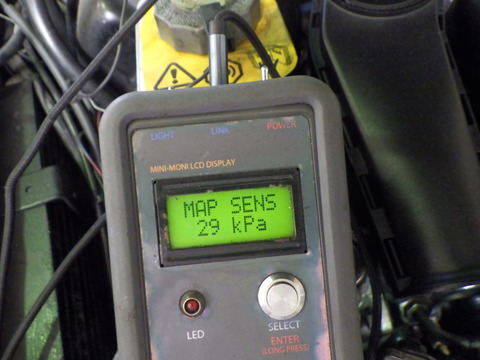 LIGHT LINK POWER
MINI-MONI LCD DISPLAY
MAP SENS
29 kPa
LED
SELECT
ENTER
(LONG PRESS)